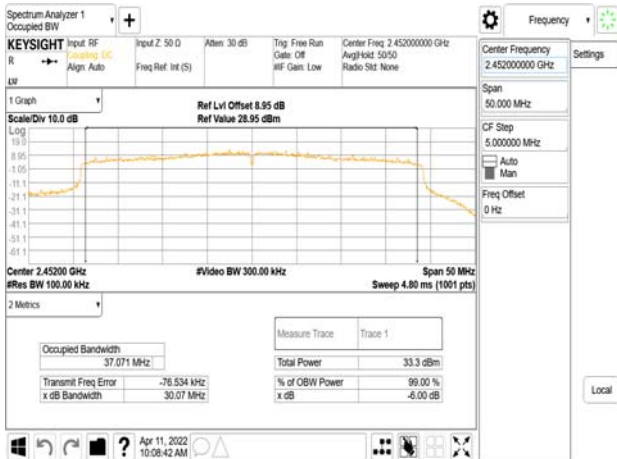 Spectrum Analyzer 1
Occupied BW
Frequency
KEYSIGHT
R
Input: RF
Coupling: DC
Align: Auto
Input Z: 50 Ω
Freq Ref: Int (S)
Atten: 30 dB
Trig: Free Run
Gate: Off
#IF Gain: Low
Center Freq: 2.452000000 GHz
Avg|Hold: 50/50
Radio Std: None
Center Frequency
2.452000000 GHz
Settings
Span
50.000 MHz
CF Step
5.000000 MHz
Auto
Man
Freq Offset
0 Hz
Local
1 Graph
Scale/Div 10.0 dB
Ref Lvl Offset 8.95 dB
Ref Value 28.95 dBm
Log
19.0
8.95
-1.05
-11.1
-21.1
-31.1
-41.1
-51.1
-61.1
Center 2.45200 GHz
#Res BW 100.00 kHz
#Video BW 300.00 kHz
Span 50 MHz
Sweep 4.80 ms (1001 pts)
2 Metrics
Measure Trace
Trace 1
Occupied Bandwidth
37.071 MHz
Total Power
33.3 dBm
Transmit Freq Error
-76.534 kHz
% of OBW Power
99.00 %
x dB Bandwidth
30.07 MHz
x dB
-6.00 dB
?
Apr 11, 2022
10:08:42 AM